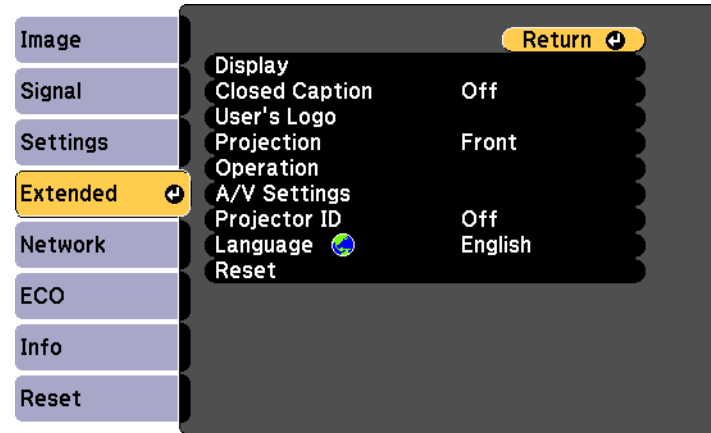 Image
Signal
Settings
Extended
Network
ECO
Info
Reset
Return
Display
Closed Caption Off
User's Logo
Projection Front
Operation
A/V Settings
Projector ID Off
Language English
Reset